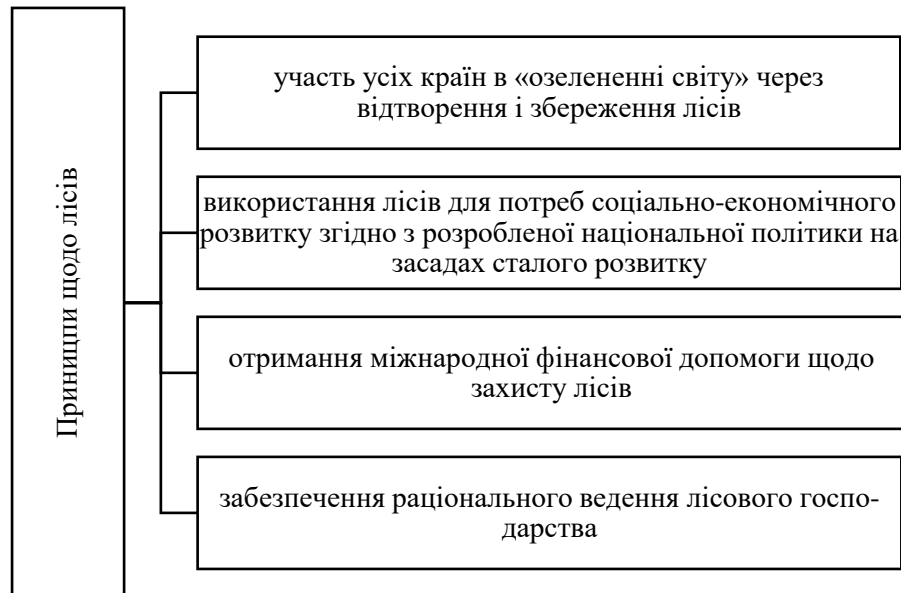 Приницпи щодо лісів
участь усіх країн в «озелененні світу» через
відтворення і збереження лісів
використання лісів для потреб соціально-економічного
розвитку згідно з розробленої національної політики на
засадах сталого розвитку
отримання міжнародної фінансової допомоги щодо
захисту лісів
забезпечення раціонального ведення лісового госпо-
дарства